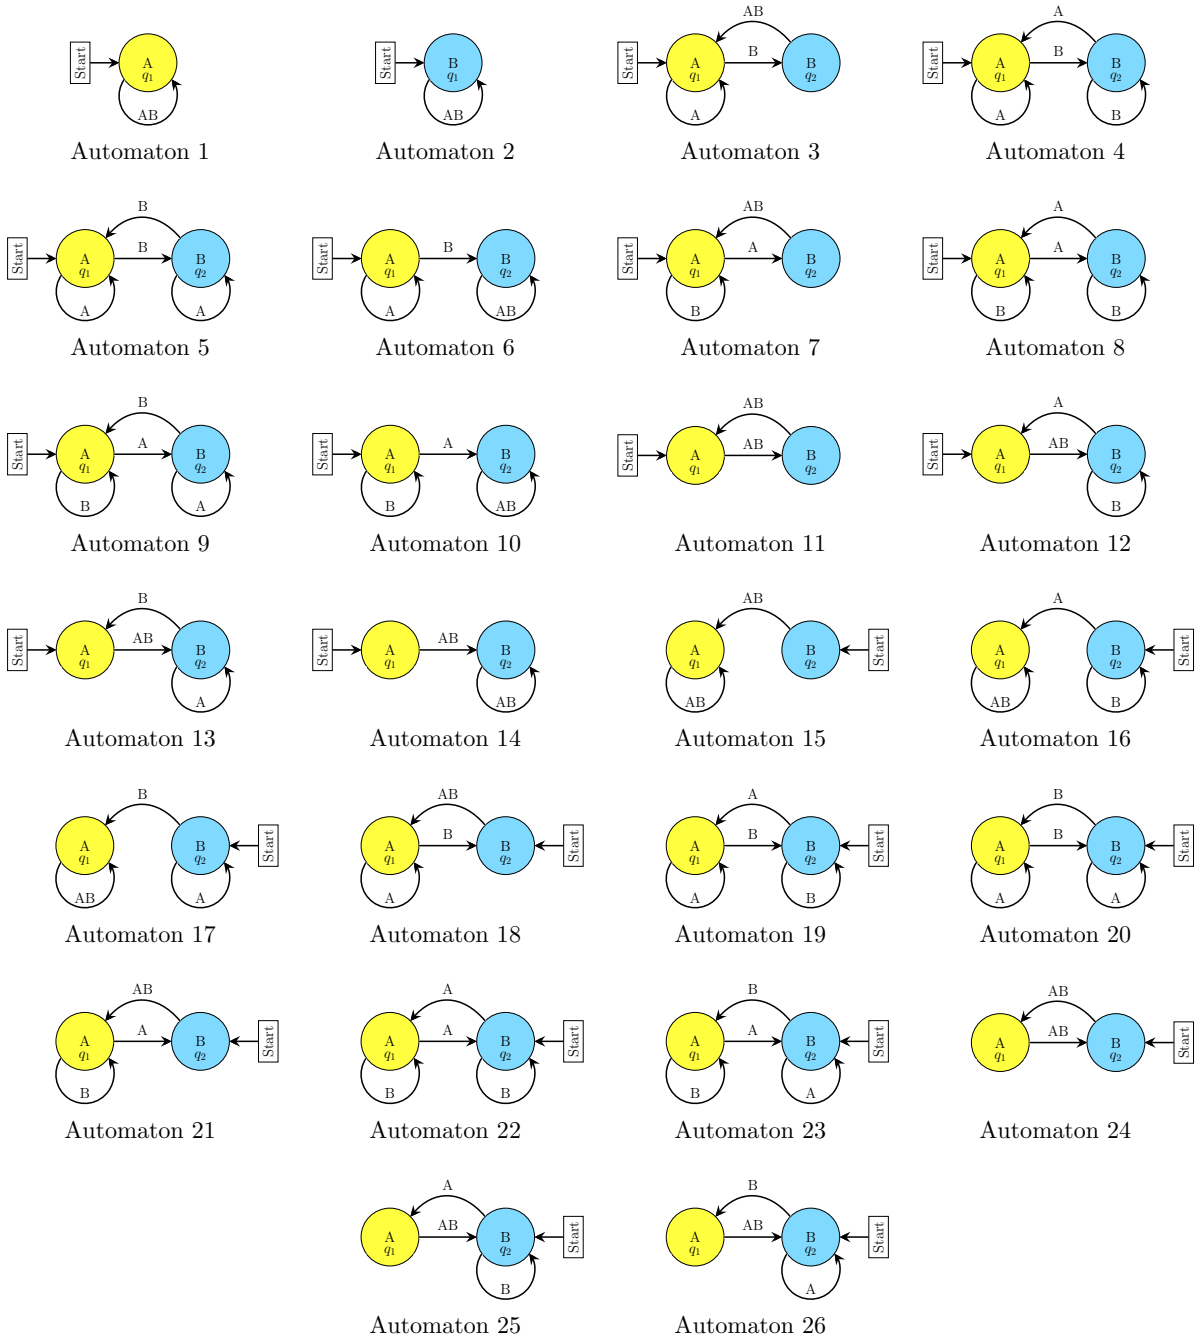 Start A q1 AB
Automaton 1
Start B q1 AB
Automaton 2
Start A q1 A B AB B q2
Automaton 3
Start A q1 A B A B q2 B
Automaton 4
Start A q1 A B B B q2 A
Automaton 5
Start A q1 A B B q2 AB
Automaton 6
Start A q1 B A AB B q2
Automaton 7
Start A q1 B A A B q2 B
Automaton 8
Start A q1 B A B B q2 A
Automaton 9
Start A q1 B A B q2 AB
Automaton 10
Start A q1 AB AB B q2
Automaton 11
Start A q1 AB A B q2 B
Automaton 12
Start A q1 AB B B q2 A
Automaton 13
Start A q1 AB B q2 AB
Automaton 14
A q1 AB AB B q2 Start
Automaton 15
A q1 AB A B q2 B Start
Automaton 16
A q1 AB B B q2 A Start
Automaton 17
A q1 A B AB B q2 Start
Automaton 18
A q1 A B A B q2 B Start
Automaton 19
A q1 A B B B q2 A Start
Automaton 20
A q1 B A AB B q2 Start
Automaton 21
A q1 B A A B q2 B Start
Automaton 22
A q1 B A B B q2 A Start
Automaton 23
A q1 AB AB B q2 Start
Automaton 24
A q1 AB A B q2 B Start
Automaton 25
A q1 AB B B q2 A Start
Automaton 26